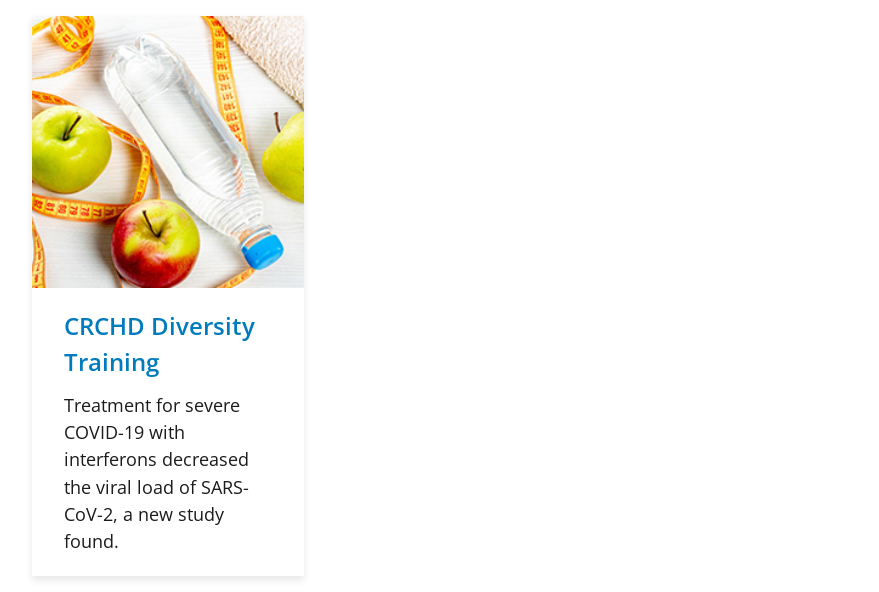 CRCHD Diversity
Training
Treatment for severe
COVID-19 with
interferons decreased
the viral load of SARS-
CoV-2, a new study
found.